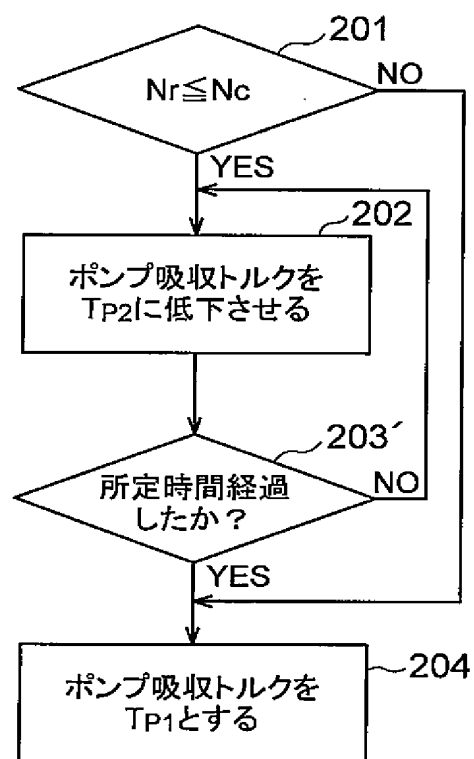 201
Nr≦Nc
NO
YES
202
ポンプ吸収トルクを
TP2に低下させる
203´
所定時間経過
したか？
NO
YES
204
ポンプ吸収トルクを
TP1とする